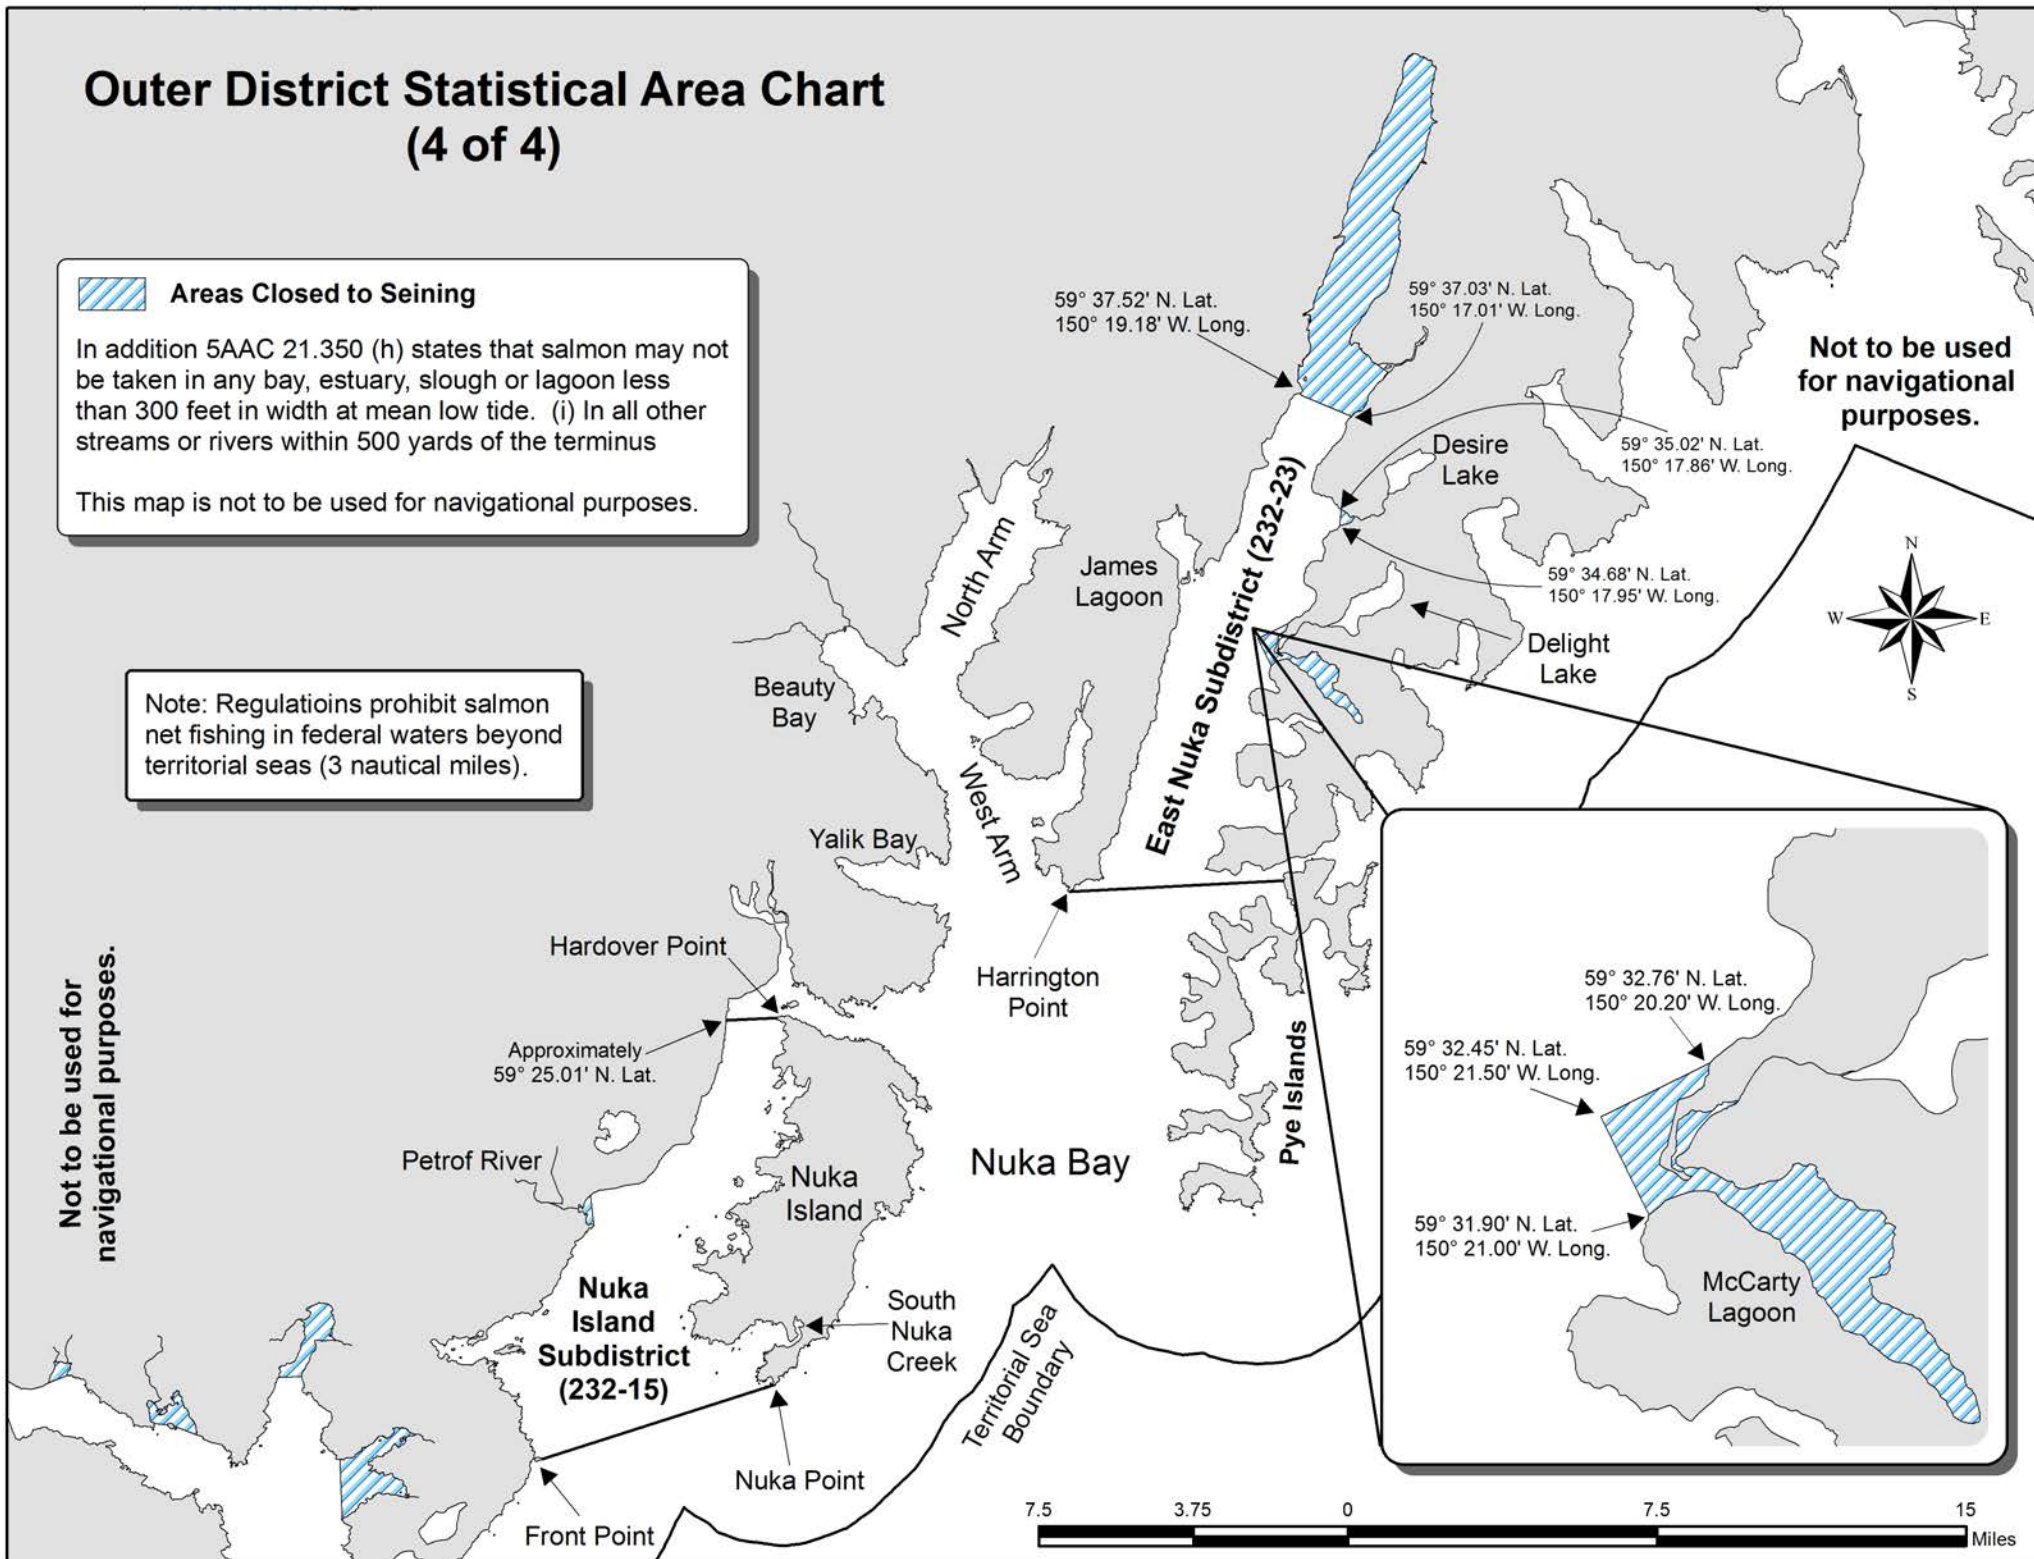 Outer District Statistical Area Chart
(4 of 4)
Areas Closed to Seining
In addition 5AAC 21.350 (h) states that salmon may not
be taken in any bay, estuary, slough or lagoon less
than 300 feet in width at mean low tide.  (i) In all other
streams or rivers within 500 yards of the terminus
This map is not to be used for navigational purposes.
59° 37.52' N. Lat.
150° 19.18' W. Long.
59° 37.03' N. Lat.
150° 17.01' W. Long.
Not to be used
for navigational
purposes.
Desire
Lake
59° 35.02' N. Lat.
150° 17.86' W. Long.
N
W
E
S
North Arm
James
Lagoon
East Nuka Subdistrict (232-23)
59° 34.68' N. Lat.
150° 17.95' W. Long.
Delight
Lake
Note: Regulatioins prohibit salmon
net fishing in federal waters beyond
territorial seas (3 nautical miles).
Beauty
Bay
West Arm
Yalik Bay
Hardover Point
Harrington
Point
Approximately
59° 25.01' N. Lat.
Not to be used for
navigational purposes.
Pye Islands
Petrof River
Nuka
Island
Nuka Bay
59° 32.76' N. Lat.
150° 20.20' W. Long.
59° 32.45' N. Lat.
150° 21.50' W. Long.
59° 31.90' N. Lat.
150° 21.00' W. Long.
McCarty
Lagoon
Nuka
Island
Subdistrict
(232-15)
South
Nuka
Creek
Territorial Sea
Boundary
Nuka Point
Front Point
7.5 3.75 0 7.5 15
Miles